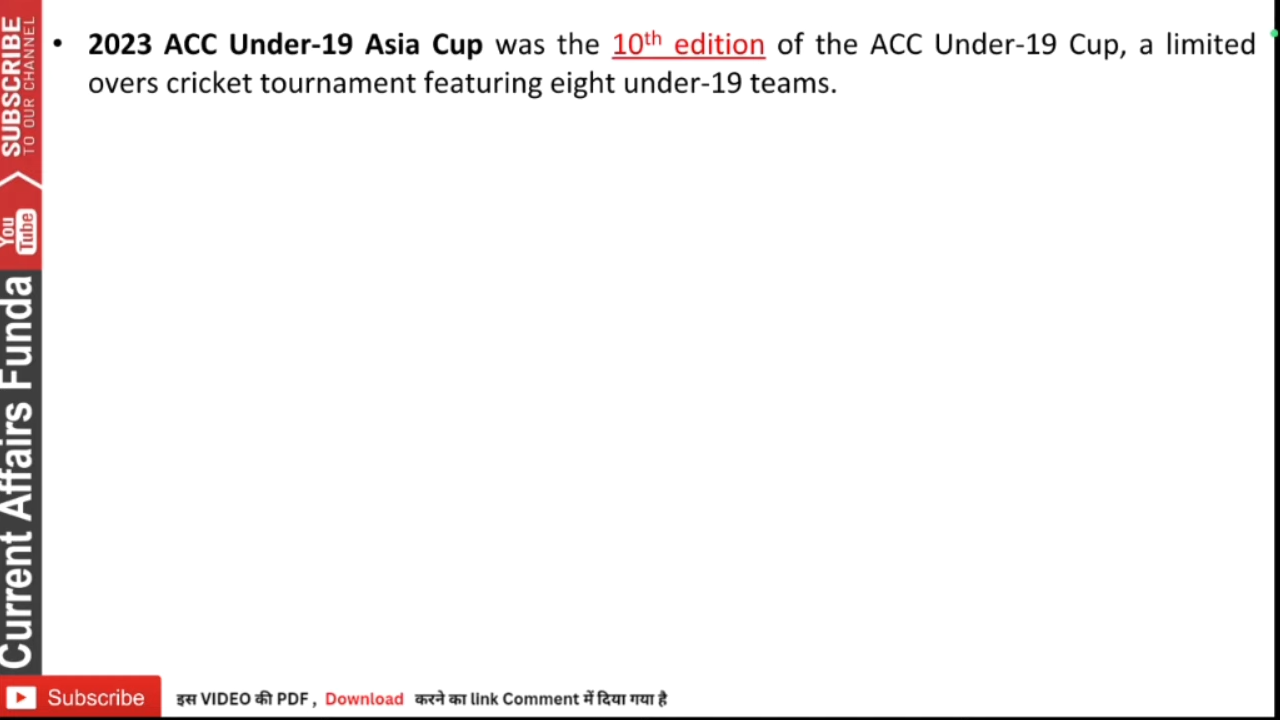 • 2023 ACC Under-19 Asia Cup was the 10th edition of the ACC Under-19 Cup, a limited
overs cricket tournament featuring eight under-19 teams.
SUBSCRIBE
TO OUR CHANNEL
You
Tube
Current Affairs Funda
Subscribe
इस VIDEO की PDF , Download करने का link Comment में दिया गया है